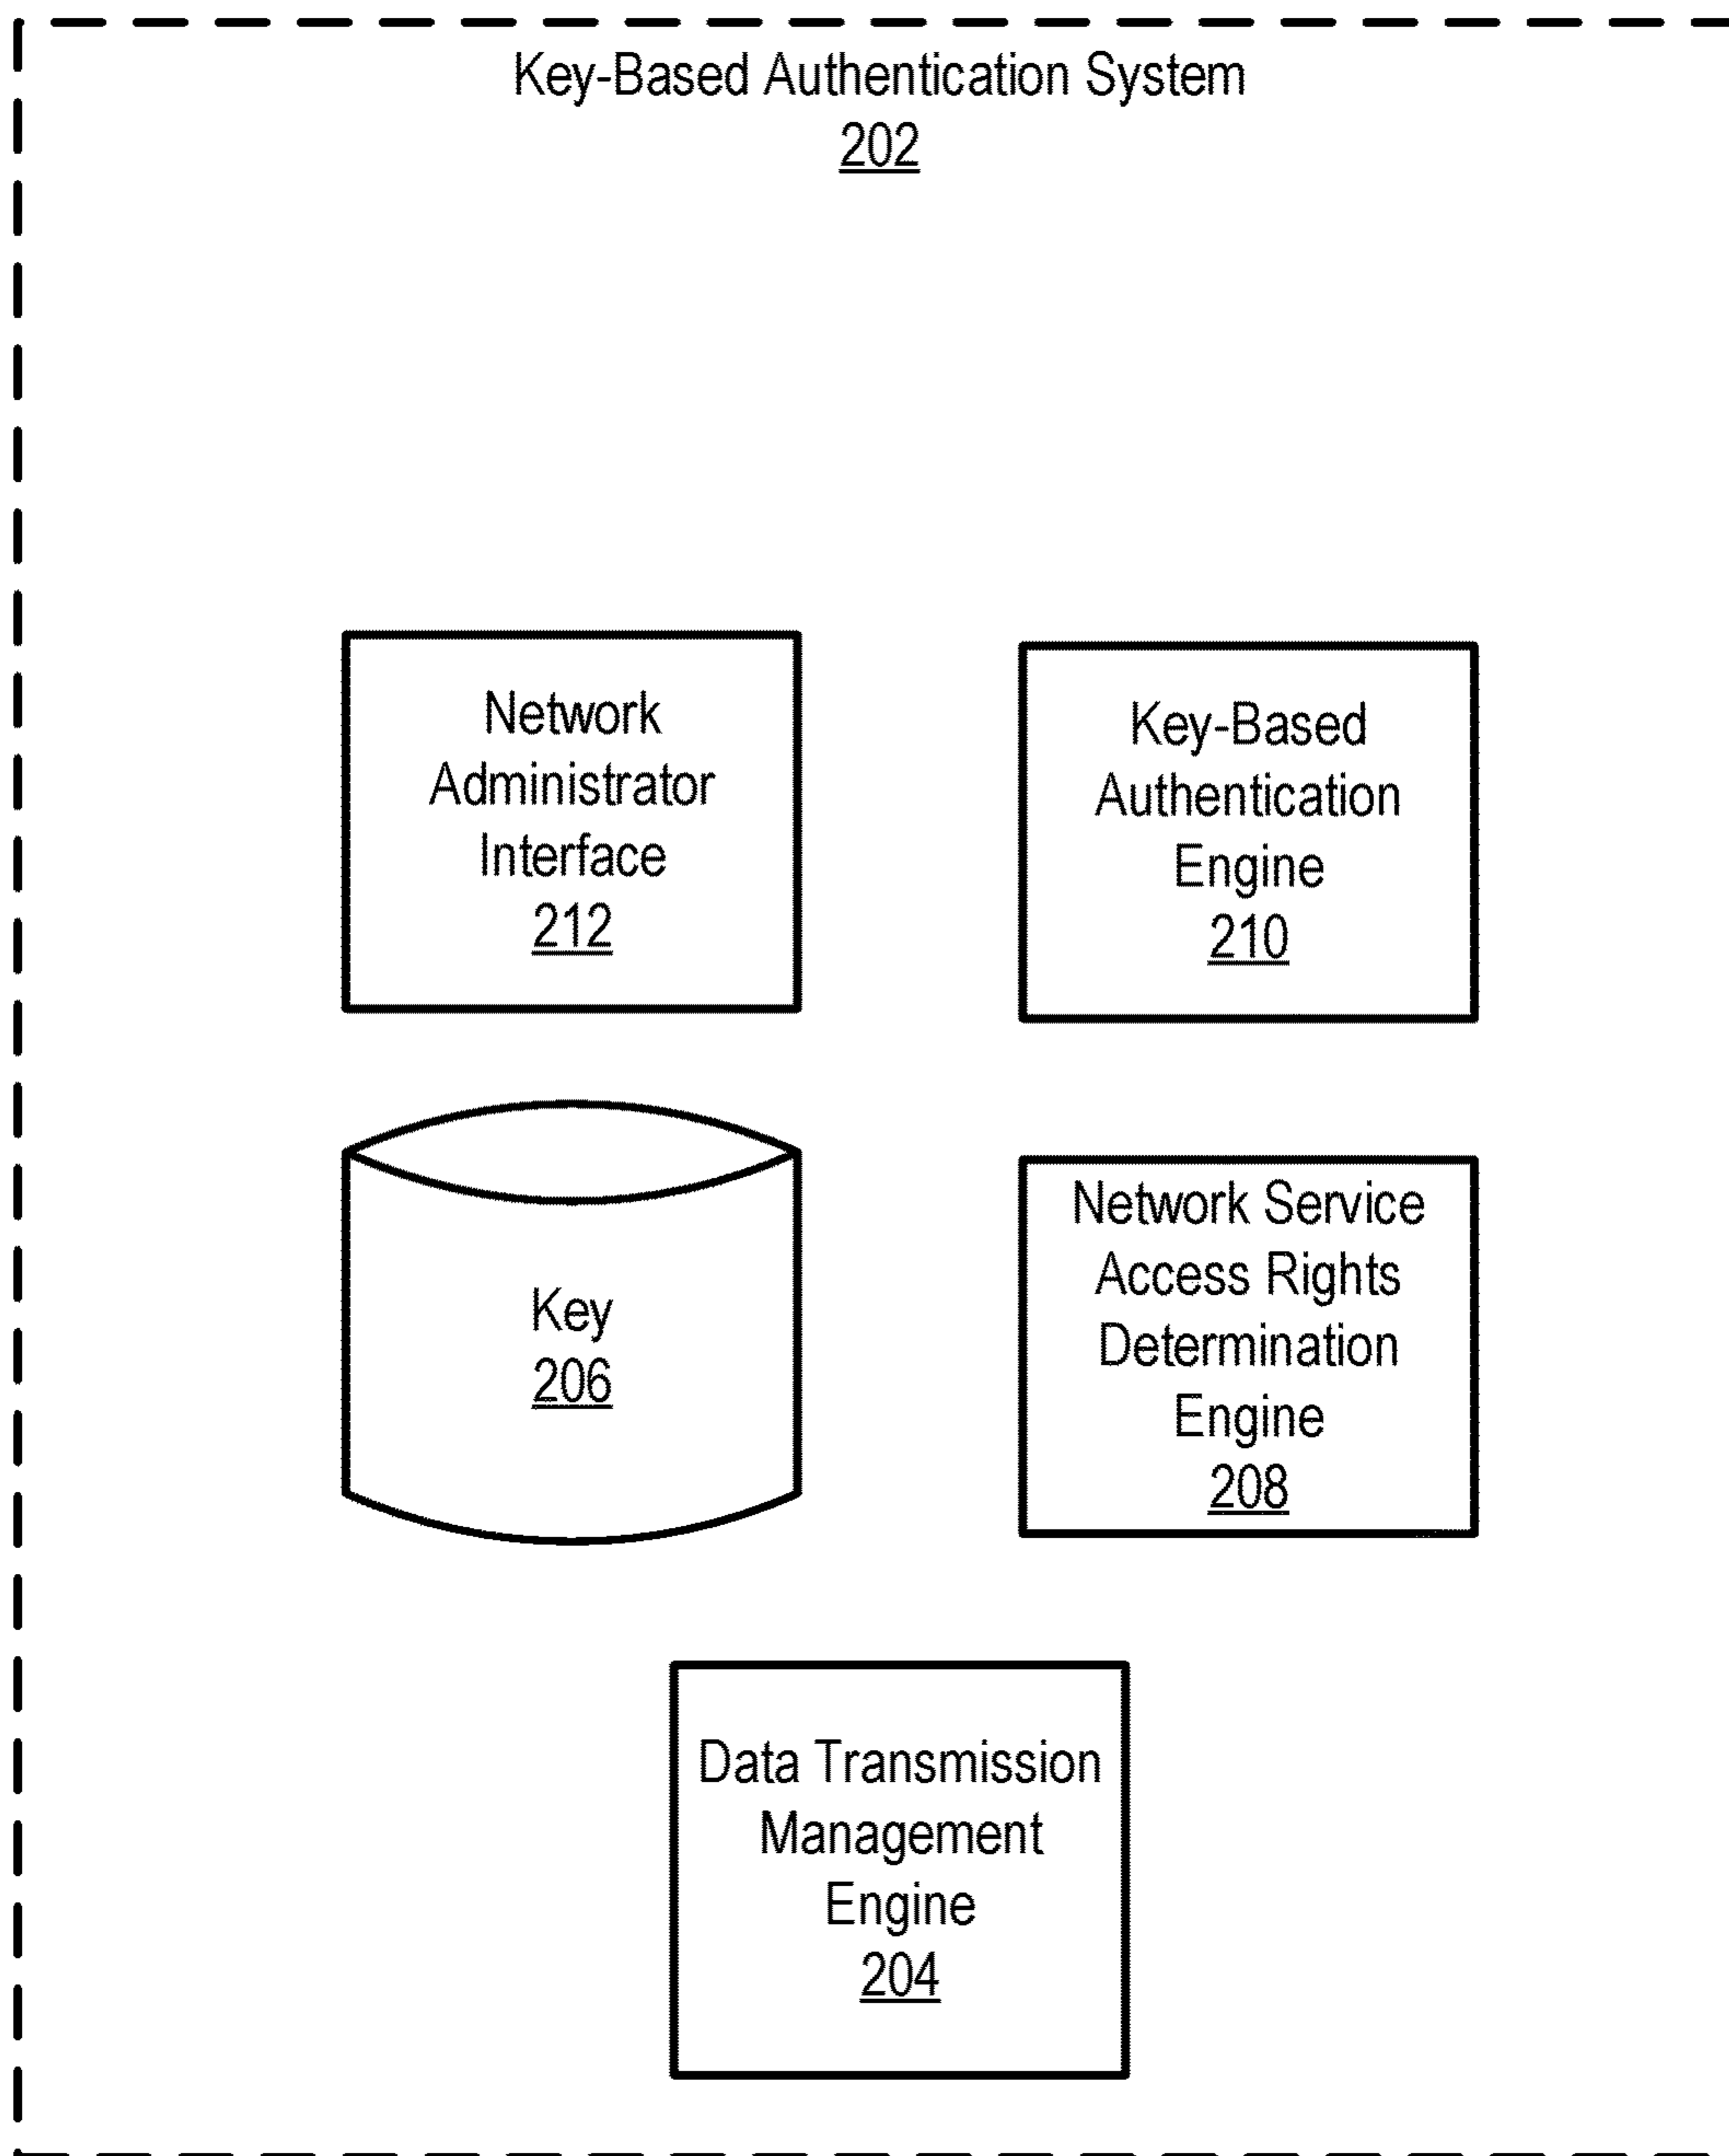 Key-Based Authentication System
202
Network
Administrator
Interface
212
Key-Based
Authentication
Engine
210
Key
206
Network Service
Access Rights
Determination
Engine
208
Data Transmission
Management
Engine
204